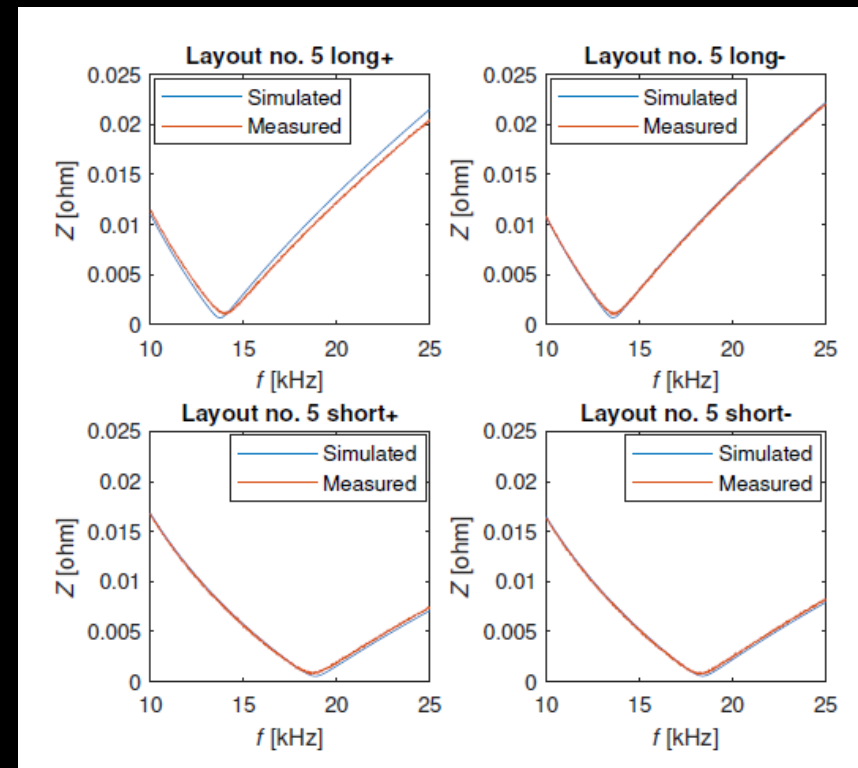 Layout no. 5 long+
0.025
0.02
0.015
0.01
0.005
0
Z [ohm]
Simulated
Measured
10 15 20 25
f [kHz]
Layout no. 5 long-
0.025
0.02
0.015
0.01
0.005
0
Z [ohm]
Simulated
Measured
10 15 20 25
f [kHz]
Layout no. 5 short+
0.025
0.02
0.015
0.01
0.005
0
Z [ohm]
Simulated
Measured
10 15 20 25
f [kHz]
Layout no. 5 short-
0.025
0.02
0.015
0.01
0.005
0
Z [ohm]
Simulated
Measured
10 15 20 25
f [kHz]